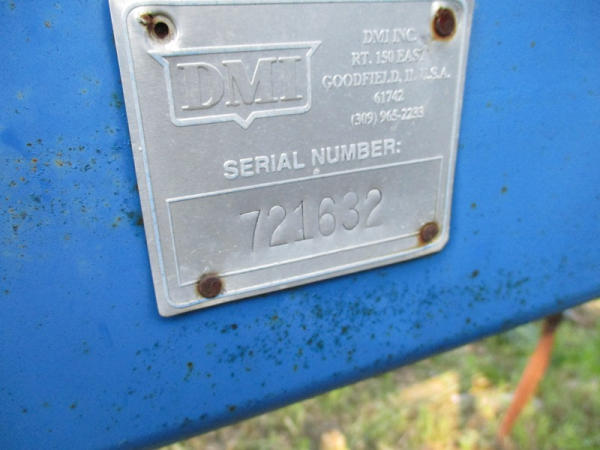 DMI
DMI INC.
RT. 150 EAST
GOODFIELD, IL U.S.A.
61742
(309) 965-2233
SERIAL NUMBER:
721632